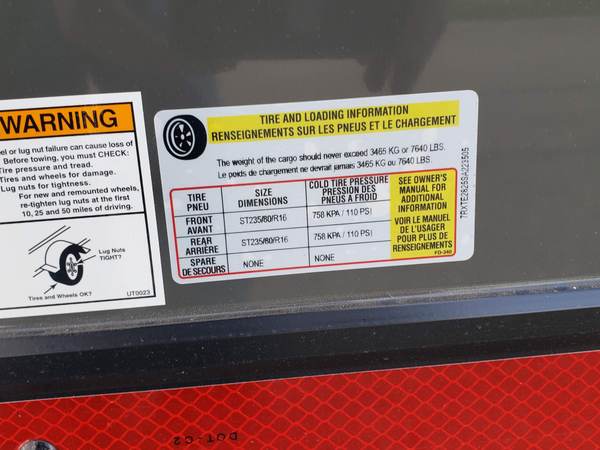 WARNING
el or lug nut failure can cause loss of
Before towing, you must CHECK:
Tire pressure and tread.
Tires and wheels for damage.
Lug nuts for tightness.
For new and remounted wheels,
re-tighten lug nuts at the first
10, 25 and 50 miles of driving.
Lug Nuts
TIGHT?
Tires and Wheels OK?
UT0023
TIRE AND LOADING INFORMATION
RENSEIGNEMENTS SUR LES PNEUS ET LE CHARGEMENT
The weight of the cargo should never exceed 3465 KG or 7640 LBS.
Le poids de chargement ne devrait jamais 3465 KG ou 7640 LBS.
TIRE
PNEU
SIZE
DIMENSIONS
COLD TIRE PRESSURE
PRESSION DES
PNEUS A FROID
FRONT
AVANT
ST235/80/R16
758 KPA / 110 PSI
REAR
ARRIÈRE
ST235/80/R16
758 KPA / 110 PSI
SPARE
DE SECOURS
NONE
NONE
SEE OWNER'S
MANUAL FOR
ADDITIONAL
INFORMATION
VOIR LE MANUEL
DE L'USAGER
POUR PLUS DE
RENSEIGNEMENTS
FD-340
7RXTE2625SA223505
DOT-C2